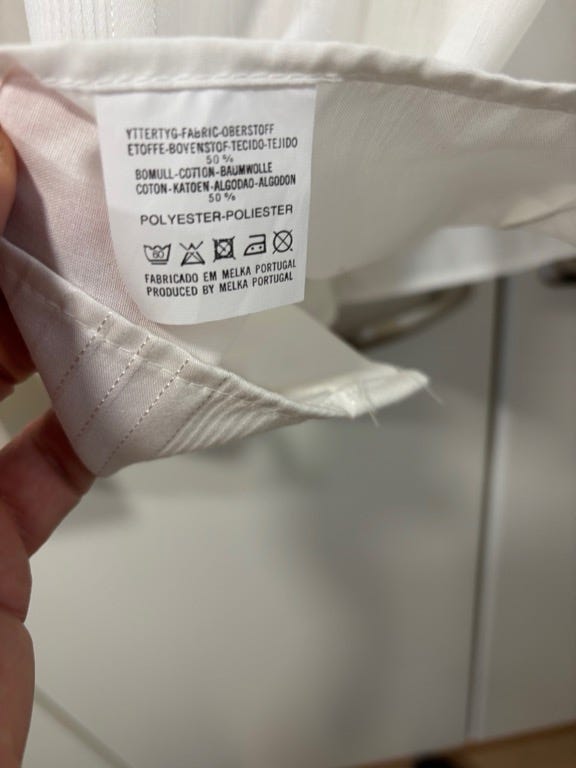 YTTERTYG-FABRIC-OBERSTOFF
ETOFFE-BOVENSTOF-TECIDO-TEJIDO
50 %
BOMULL-COTTON-BAUMWOLLE
COTON-KATOEN-ALGODAO-ALGODON
50 %
POLYESTER-POLIESTER
60
FABRICADO EM MELKA PORTUGAL
PRODUCED BY MELKA PORTUGAL